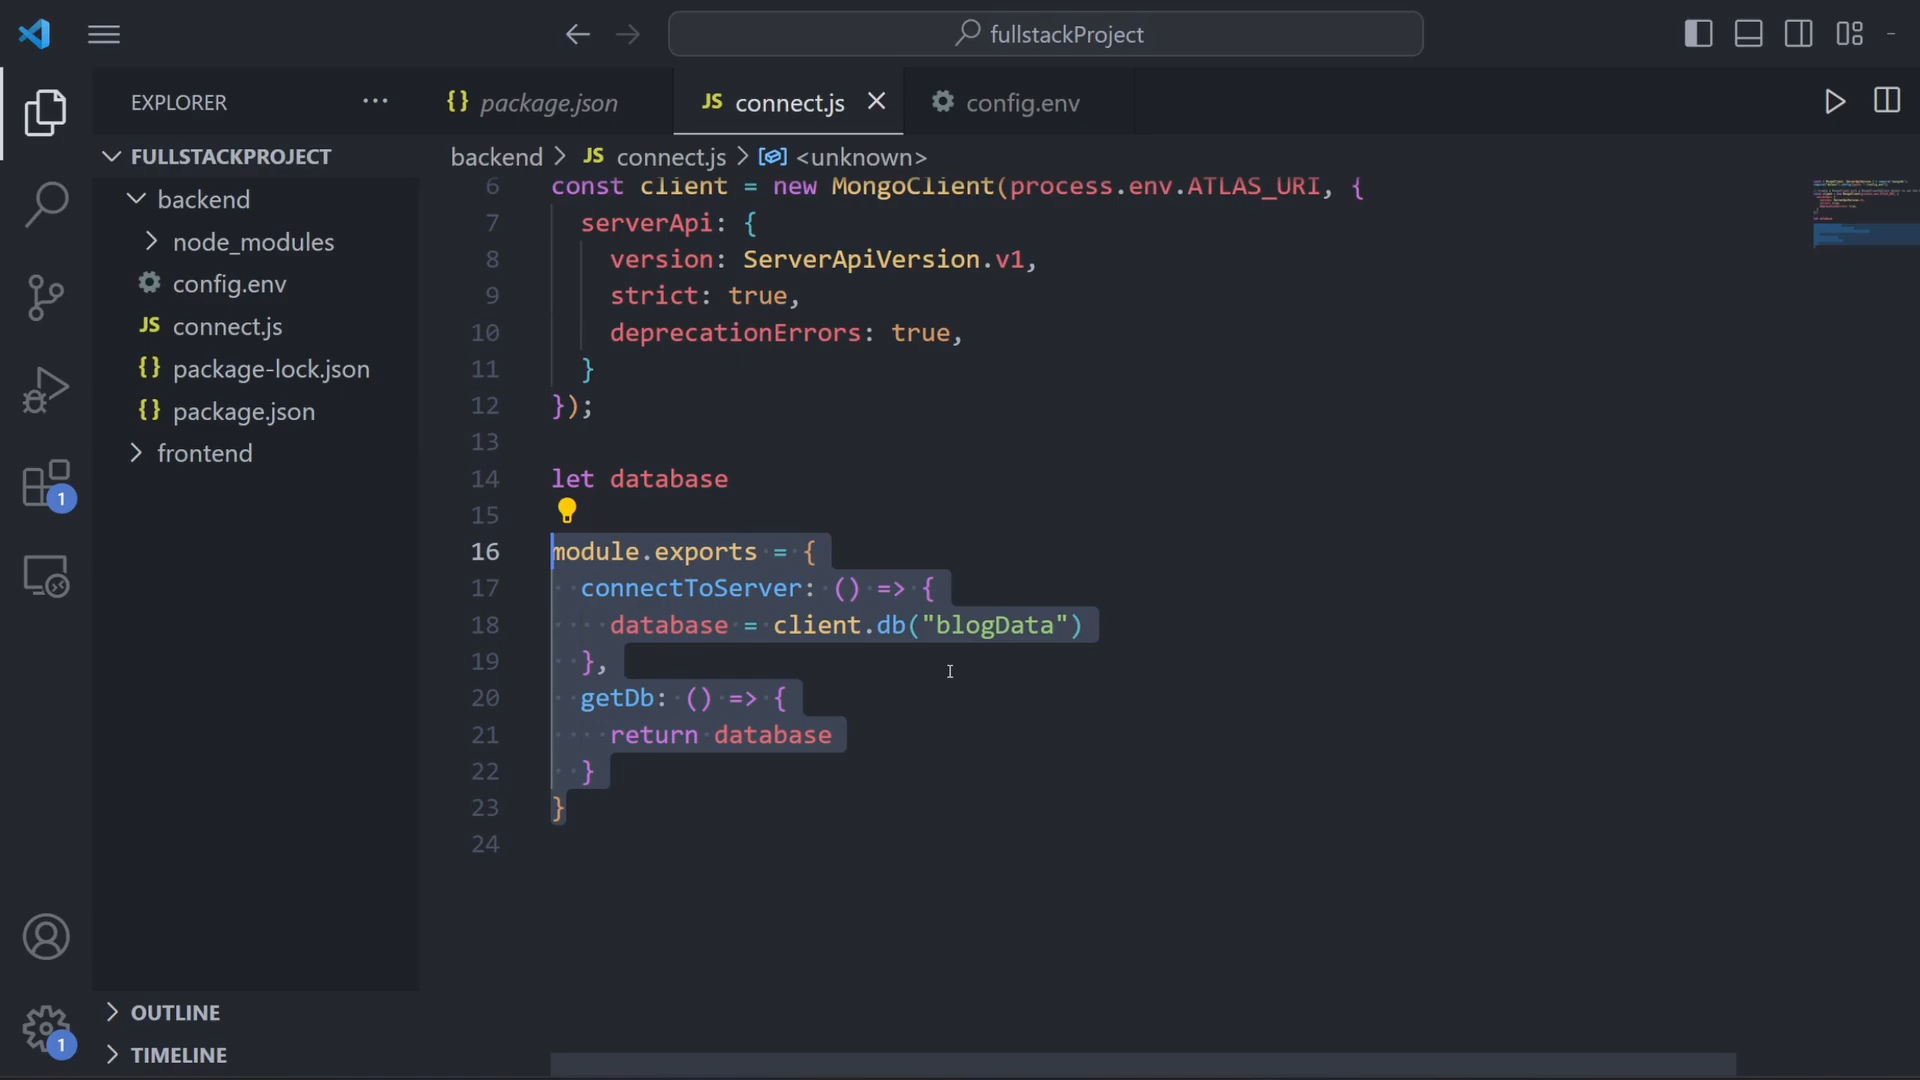 fullstackProject
EXPLORER
package.json
connect.js
config.env
FULLSTACKPROJECT
backend
node_modules
config.env
connect.js
package-lock.json
package.json
frontend
OUTLINE
TIMELINE
1
1
backend > JS connect.js > <unknown>
6 const client = new MongoClient(process.env.ATLAS_URI, {
7 serverApi: {
8 version: ServerApiVersion.v1,
9 strict: true,
10 deprecationErrors: true,
11 }
12 });
13
14 let database
15
16 module.exports = {
17 connectToServer: () => {
18 database = client.db("blogData")
19 },
20 getDb: () => {
21 return database
22 }
23 }
24